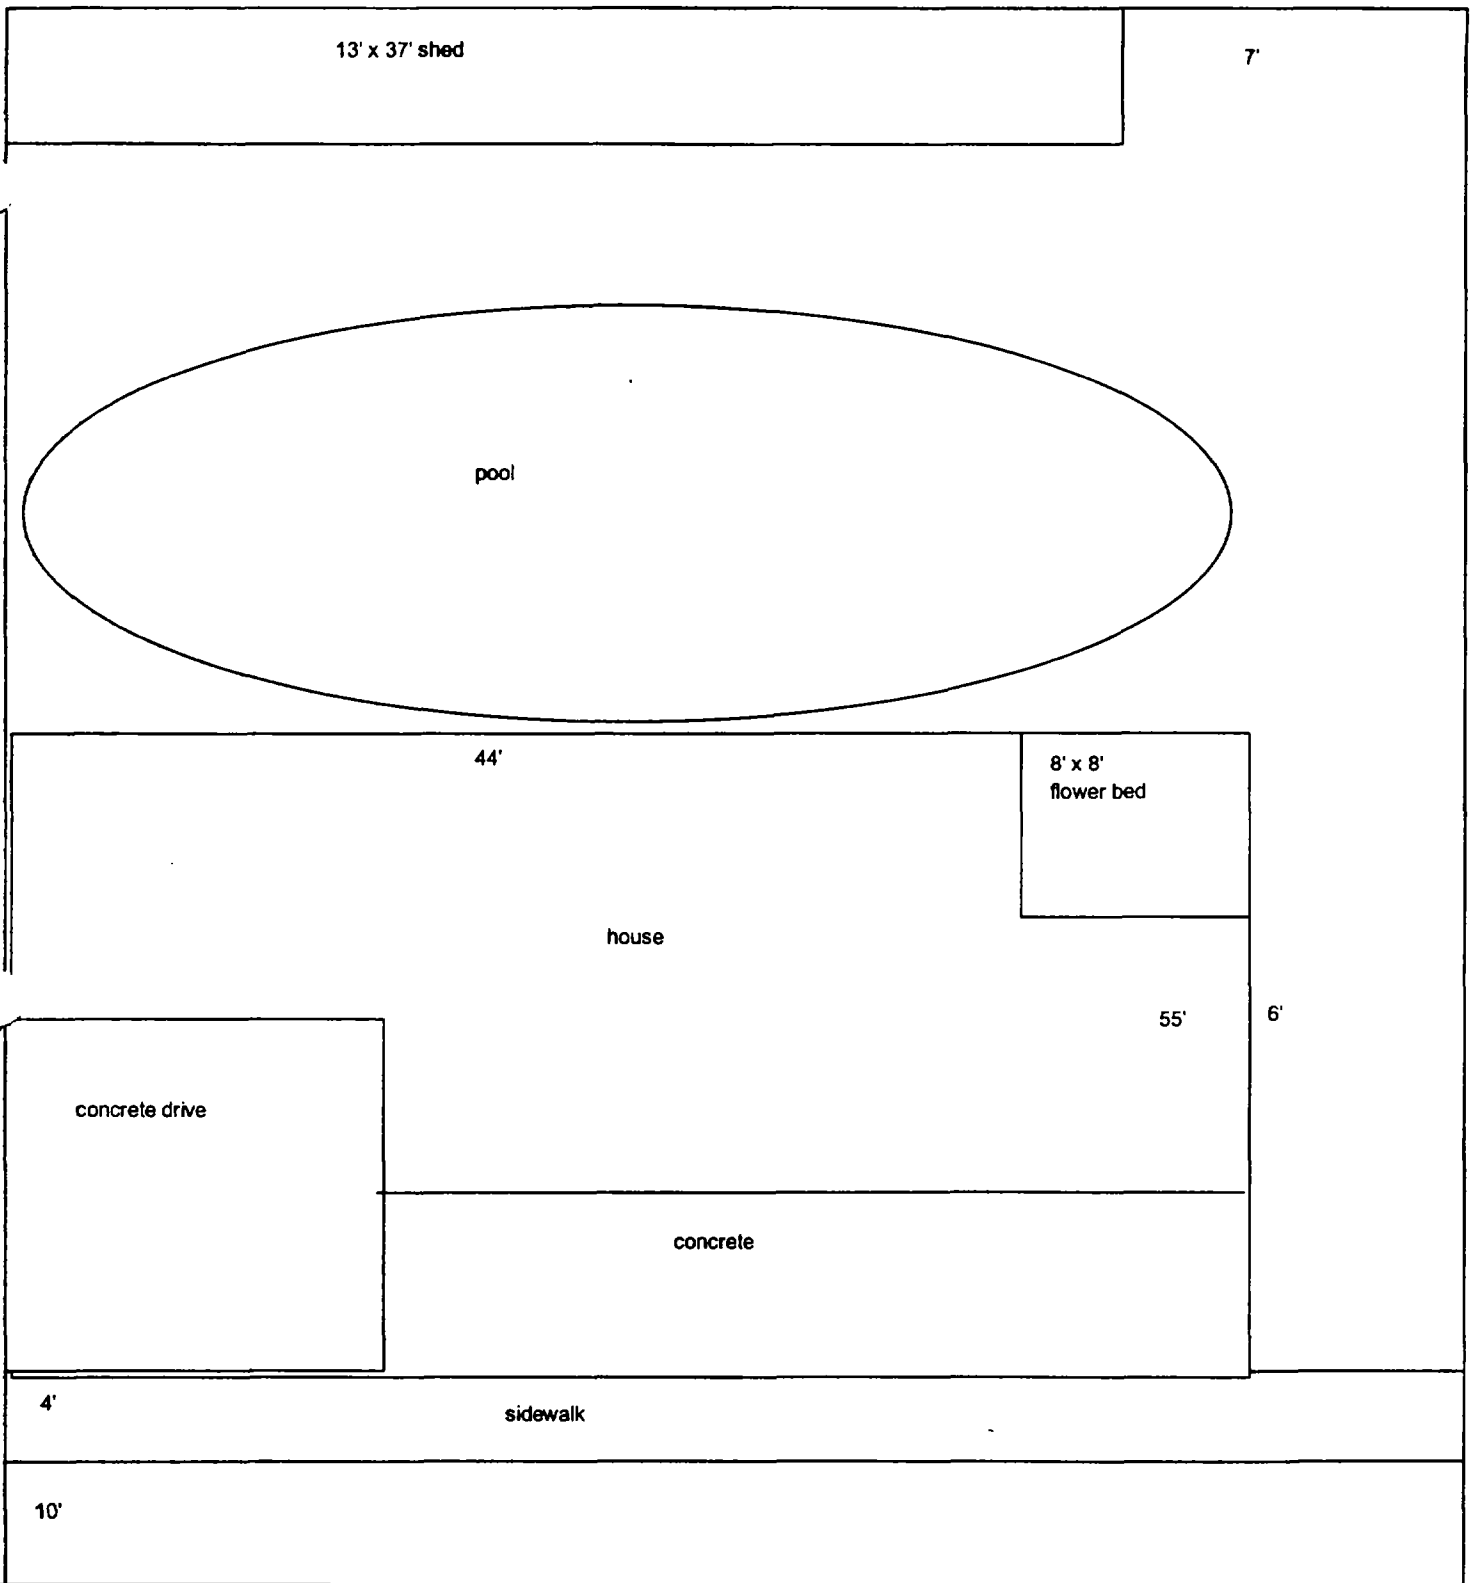 13' x 37' shed
7'
pool
44'
8' x 8'
flower bed
house
55'
6'
concrete drive
concrete
4'
sidewalk
10'